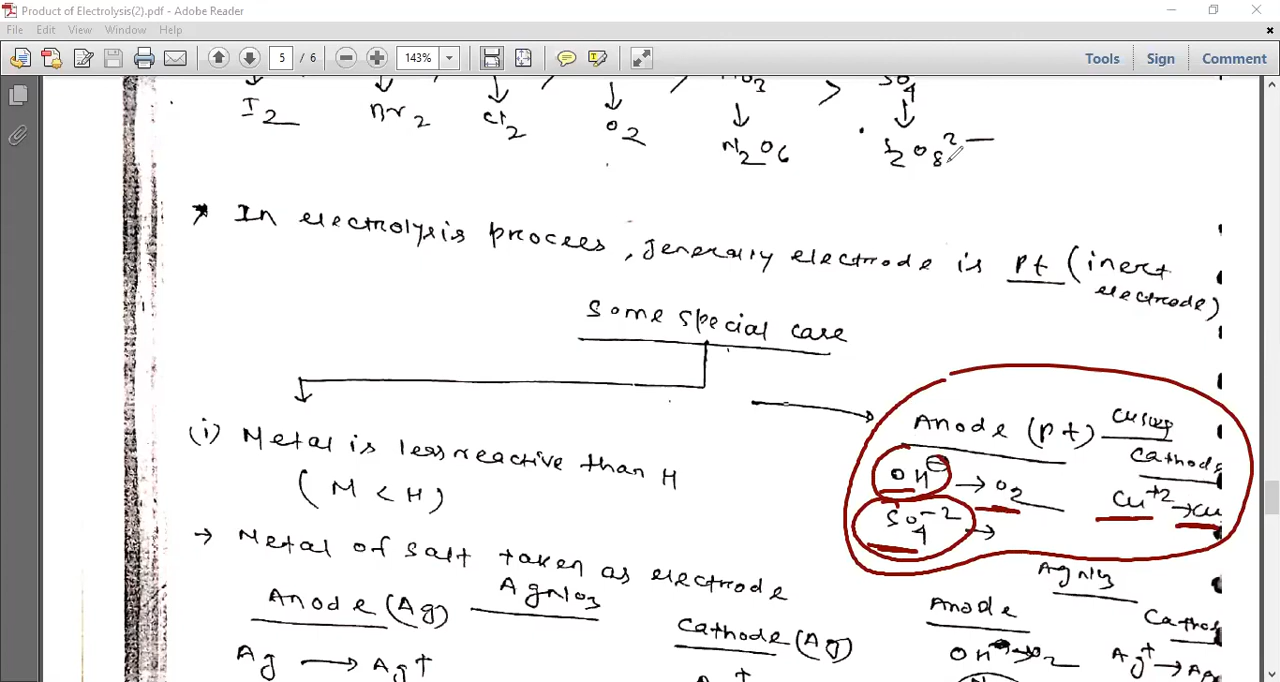 Product of Electrolysis(2).pdf - Adobe Reader
File Edit View Window Help
5 / 6 143% Tools Sign Comment
> SO4
I2 Br2 Cl2 O2 N2O6 S2O8 2-
* In electrolysis process, generally electrode is Pt (inert electrode)
Some special case
(i) Metal is less reactive than H
(M < H)
→ Metal of salt taken as electrode
Anode (Pt) Cathode
OH⊖ → O2 Cu+2 → Cu
SO4-2 →
AgNO3
Anode (Ag) Cathode (Ag)
Ag → Ag+
AgNO3
Anode
OH → O2 Ag+ →